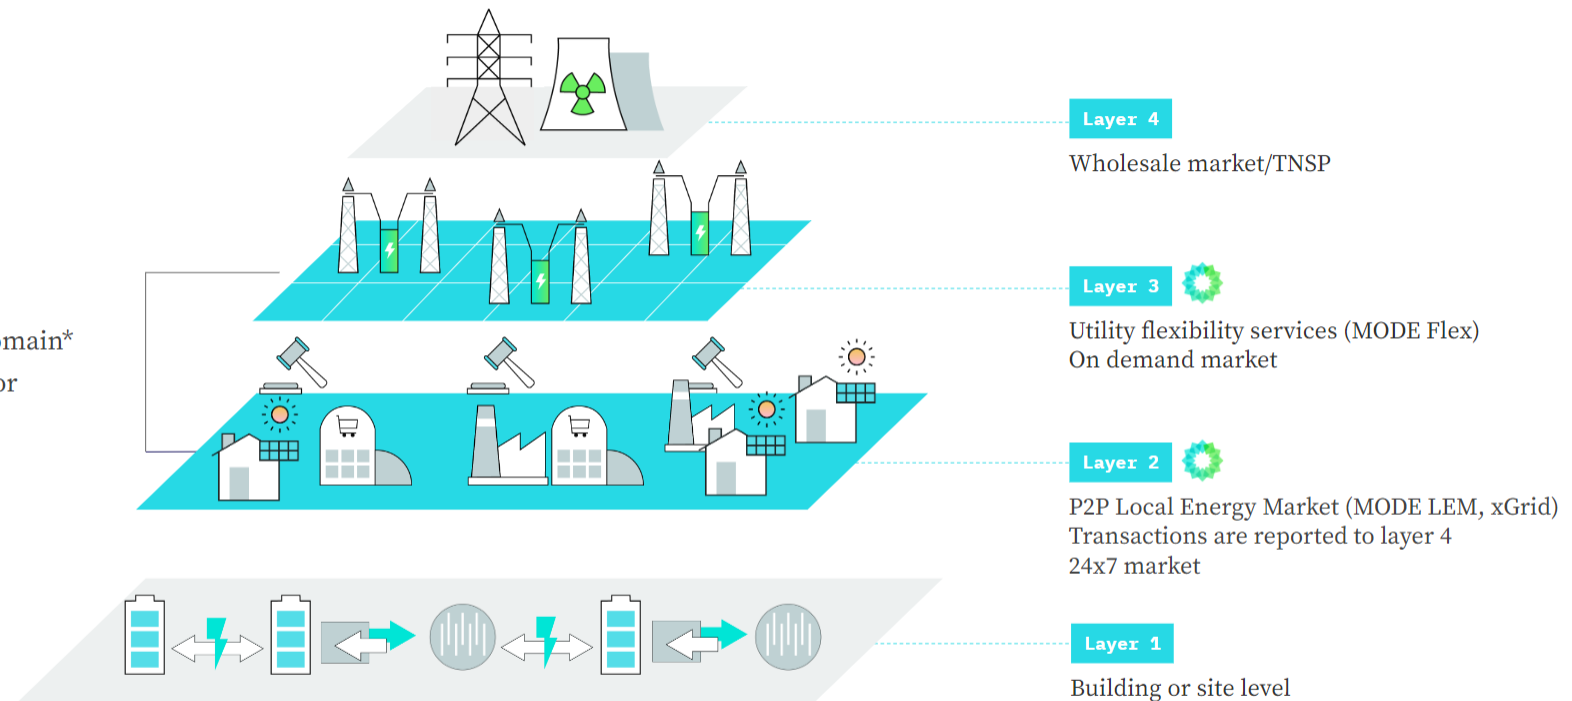 Layer 4
Wholesale market/TNSP
Layer 3
Utility flexibility services (MODE Flex)
On demand market
Layer 2
P2P Local Energy Market (MODE LEM, xGrid)
Transactions are reported to layer 4
24x7 market
Layer 1
Building or site level